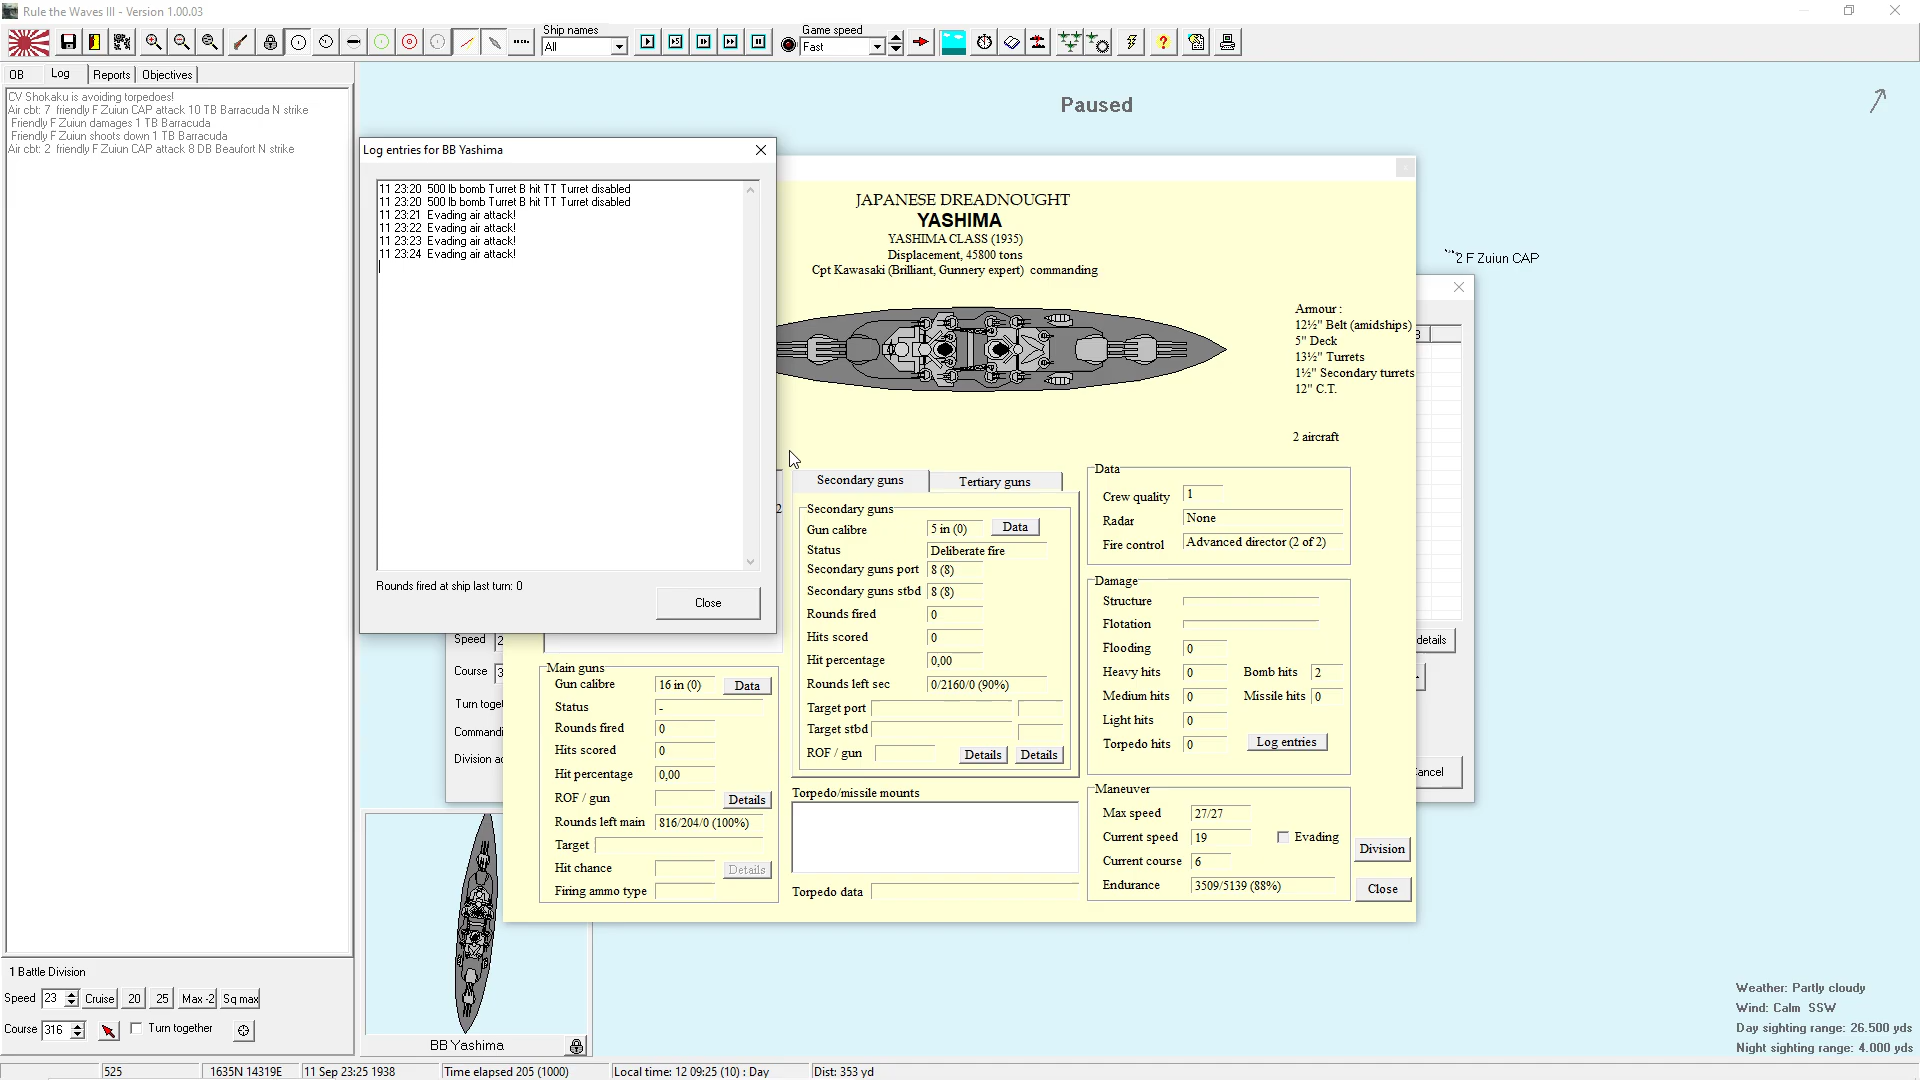 Rule the Waves III - Version 1.00.03
Ship names
All
Game speed
Fast
OB
Log
Reports
Objectives
CV Shokaku is avoiding torpedoes!
Air cbt: 7 friendly F Zuiun CAP attack 10 TB Barracuda N strike
Friendly F Zuiun damages 1 TB Barracuda
Friendly F Zuiun shoots down 1 TB Barracuda
Air cbt: 2 friendly F Zuiun CAP attack 8 DB Beaufort N strike
Paused
2 F Zuiun CAP
Log entries for BB Yashima
11 23:20 500 lb bomb Turret B hit TT Turret disabled
11 23:20 500 lb bomb Turret B hit TT Turret disabled
11 23:21 Evading air attack!
11 23:22 Evading air attack!
11 23:23 Evading air attack!
11 23:24 Evading air attack!
Rounds fired at ship last turn: 0
Close
JAPANESE DREADNOUGHT
YASHIMA
YASHIMA CLASS (1935)
Displacement, 45800 tons
Cpt Kawasaki (Brilliant, Gunnery expert) commanding
Armour :
12½" Belt (amidships)
5" Deck
13½" Turrets
1½" Secondary turrets
12" C.T.
2 aircraft
Speed 2
Course 3
Turn toget
Commandi
Division a
Main guns
Gun calibre 16 in (0) Data
Status -
Rounds fired 0
Hits scored 0
Hit percentage 0,00
ROF / gun Details
Rounds left main 816/204/0 (100%)
Target
Hit chance Details
Firing ammo type
2
Secondary guns
Tertiary guns
Secondary guns
Gun calibre 5 in (0) Data
Status Deliberate fire
Secondary guns port 8 (8)
Secondary guns stbd 8 (8)
Rounds fired 0
Hits scored 0
Hit percentage 0,00
Rounds left sec 0/2160/0 (90%)
Target port
Target stbd
ROF / gun Details Details
Torpedo/missile mounts
Torpedo data
Data
Crew quality 1
Radar None
Fire control Advanced director (2 of 2)
Damage
Structure
Flotation
Flooding 0
Heavy hits 0 Bomb hits 2
Medium hits 0 Missile hits 0
Light hits 0
Torpedo hits 0 Log entries
Maneuver
Max speed 27/27
Current speed 19 Evading
Current course 6
Endurance 3509/5139 (88%)
Division
Close
details
ancel
1 Battle Division
Speed 23 Cruise 20 25 Max -2 Sq max
Course 316 Turn together
BB Yashima
Weather: Partly cloudy
Wind: Calm SSW
Day sighting range: 26.500 yds
Night sighting range: 4.000 yds
525
1635N 14319E
11 Sep 23:25 1938
Time elapsed 205 (1000)
Local time: 12 09:25 (10) : Day
Dist: 353 yd